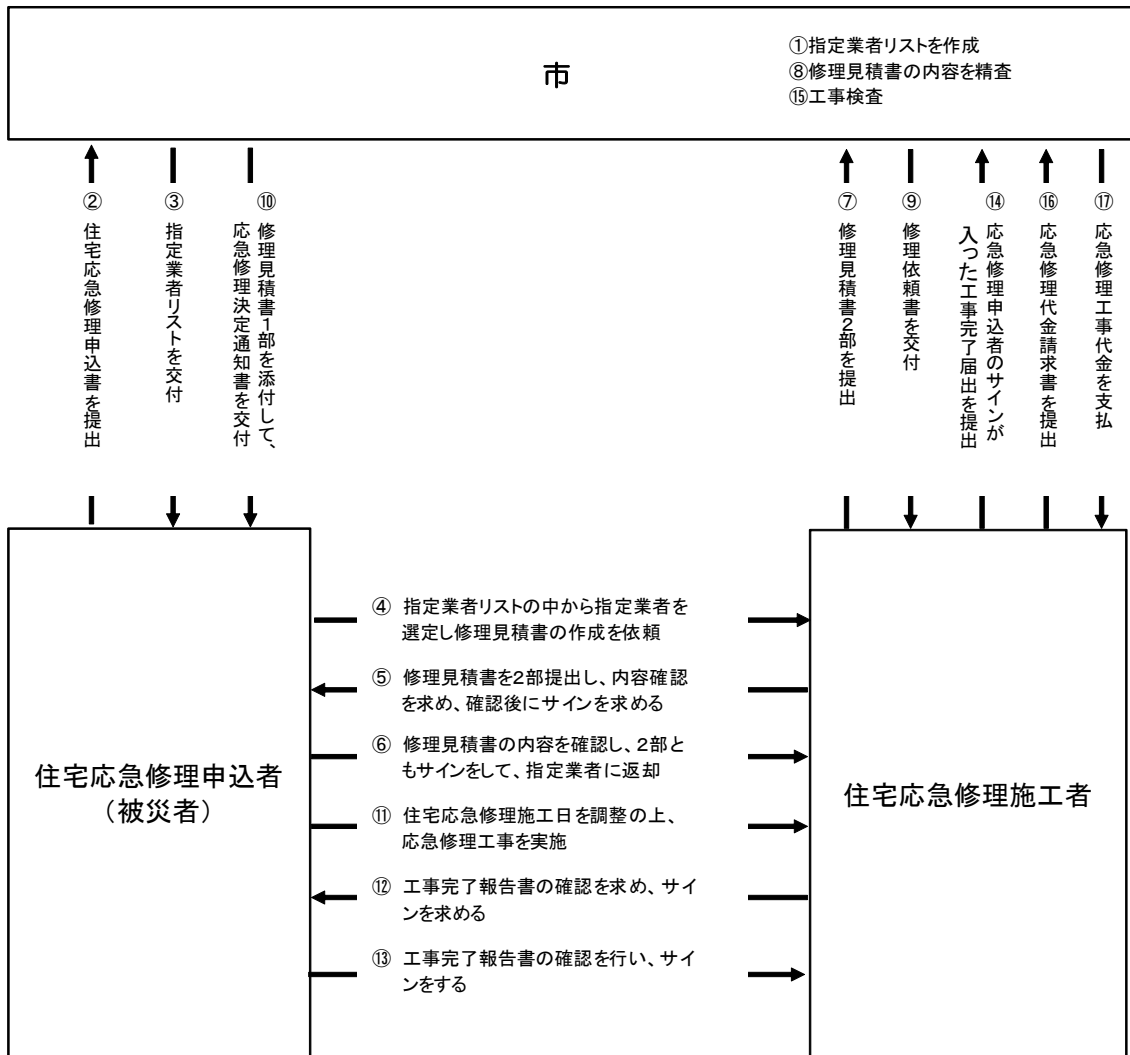 市
①指定業者リストを作成
⑧修理見積書の内容を精査
⑮工事検査
② 住宅応急修理申込書を提出
③ 指定業者リストを交付
⑩ 修理見積書１部を添付して、
応急修理決定通知書を交付
⑦ 修理見積書２部を提出
⑨ 修理依頼書を交付
⑭ 応急修理申込者のサインが
入った工事完了届出を提出
⑯ 応急修理代金請求書を提出
⑰ 応急修理工事代金を支払
住宅応急修理申込者
（被災者）
④ 指定業者リストの中から指定業者を
選定し修理見積書の作成を依頼
⑤ 修理見積書を2部提出し、内容確認
を求め、確認後にサインを求める
⑥ 修理見積書の内容を確認し、２部と
もサインをして、指定業者に返却
⑪ 住宅応急修理施工日を調整の上、
応急修理工事を実施
⑫ 工事完了報告書の確認を求め、サイ
ンを求める
⑬ 工事完了報告書の確認を行い、サイ
ンをする
住宅応急修理施工者